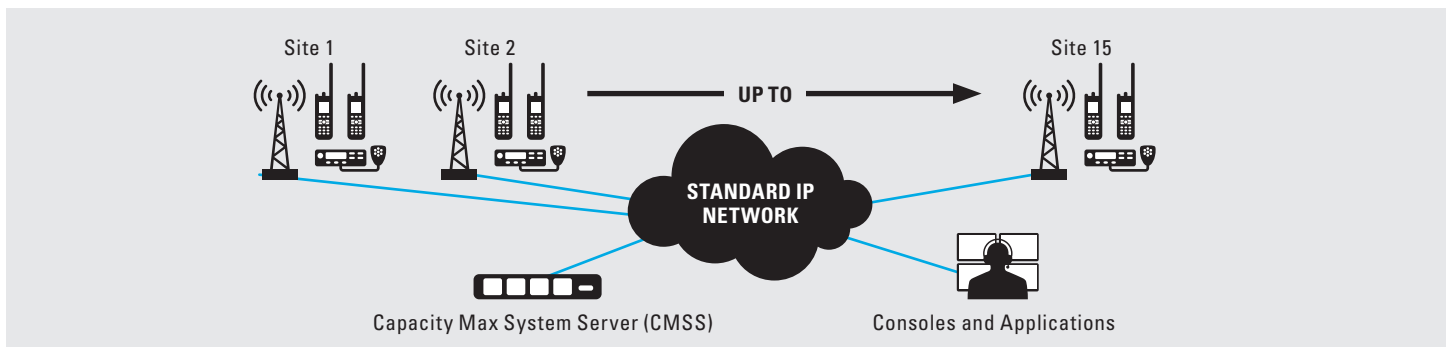 Site 1
Site 2
Site 15
UP TO
STANDARD IP
NETWORK
Capacity Max System Server (CMSS)
Consoles and Applications